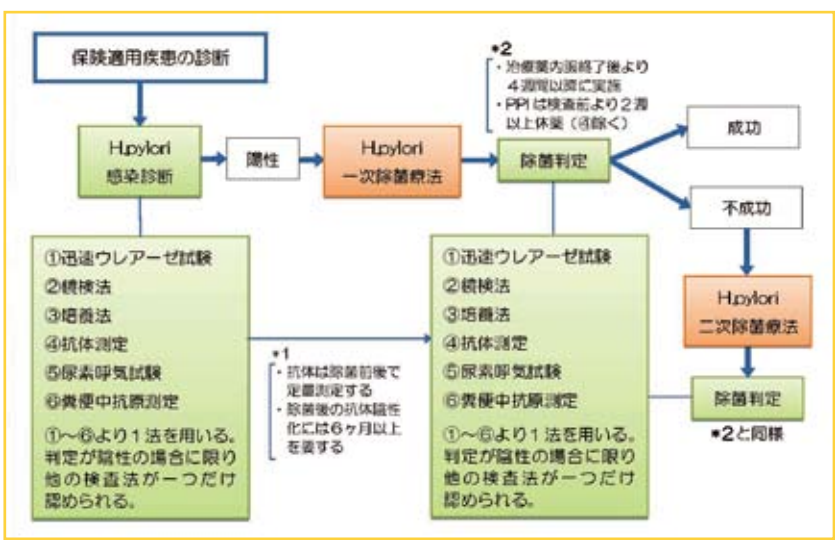 保険適用疾患の診断
H.pylori
感染診断
陽性
H.pylori
一次除菌療法
*2
・治療薬内服終了後より
４週間以降に実施
・PPIは検査前より２週
以上休薬（④除く）
除菌判定
成功
不成功
H.pylori
二次除菌療法
除菌判定
*2と同様
①迅速ウレアーゼ試験
②鏡検法
③培養法
④抗体測定
⑤尿素呼気試験
⑥糞便中抗原測定
①～⑥より１法を用いる。
判定が陰性の場合に限り
他の検査法が一つだけ
認められる。
*1
・抗体は除菌前後で
定量測定する
・除菌後の抗体陰性
化には６ヶ月以上
を要する
①迅速ウレアーゼ試験
②鏡検法
③培養法
④抗体測定
⑤尿素呼気試験
⑥糞便中抗原測定
①～⑥より１法を用いる。
判定が陰性の場合に限り
他の検査法が一つだけ
認められる。